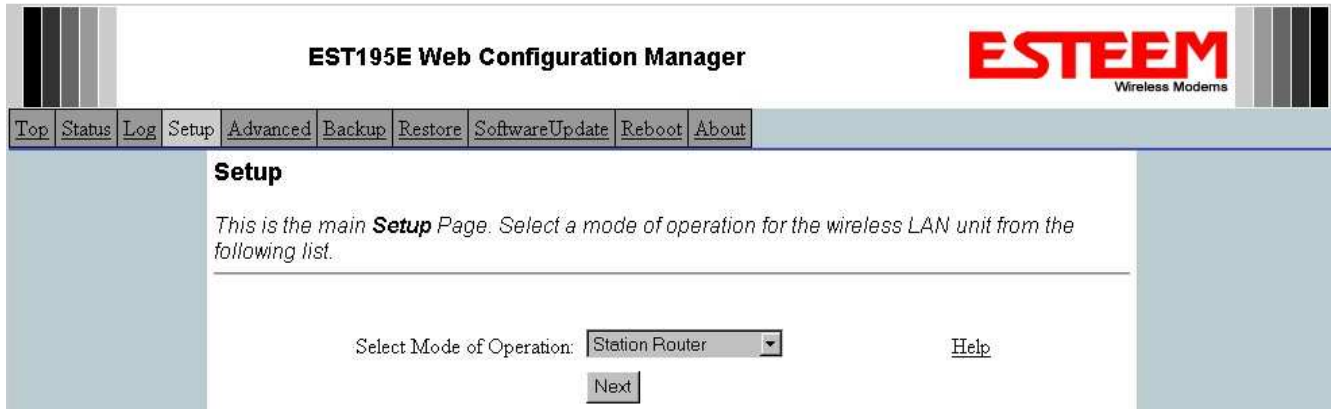 EST195E Web Configuration Manager
ESTEEM
Wireless Modems
Top Status Log Setup Advanced Backup Restore SoftwareUpdate Reboot About
Setup
This is the main Setup Page. Select a mode of operation for the wireless LAN unit from the
following list.
Select Mode of Operation: Station Router Help
Next